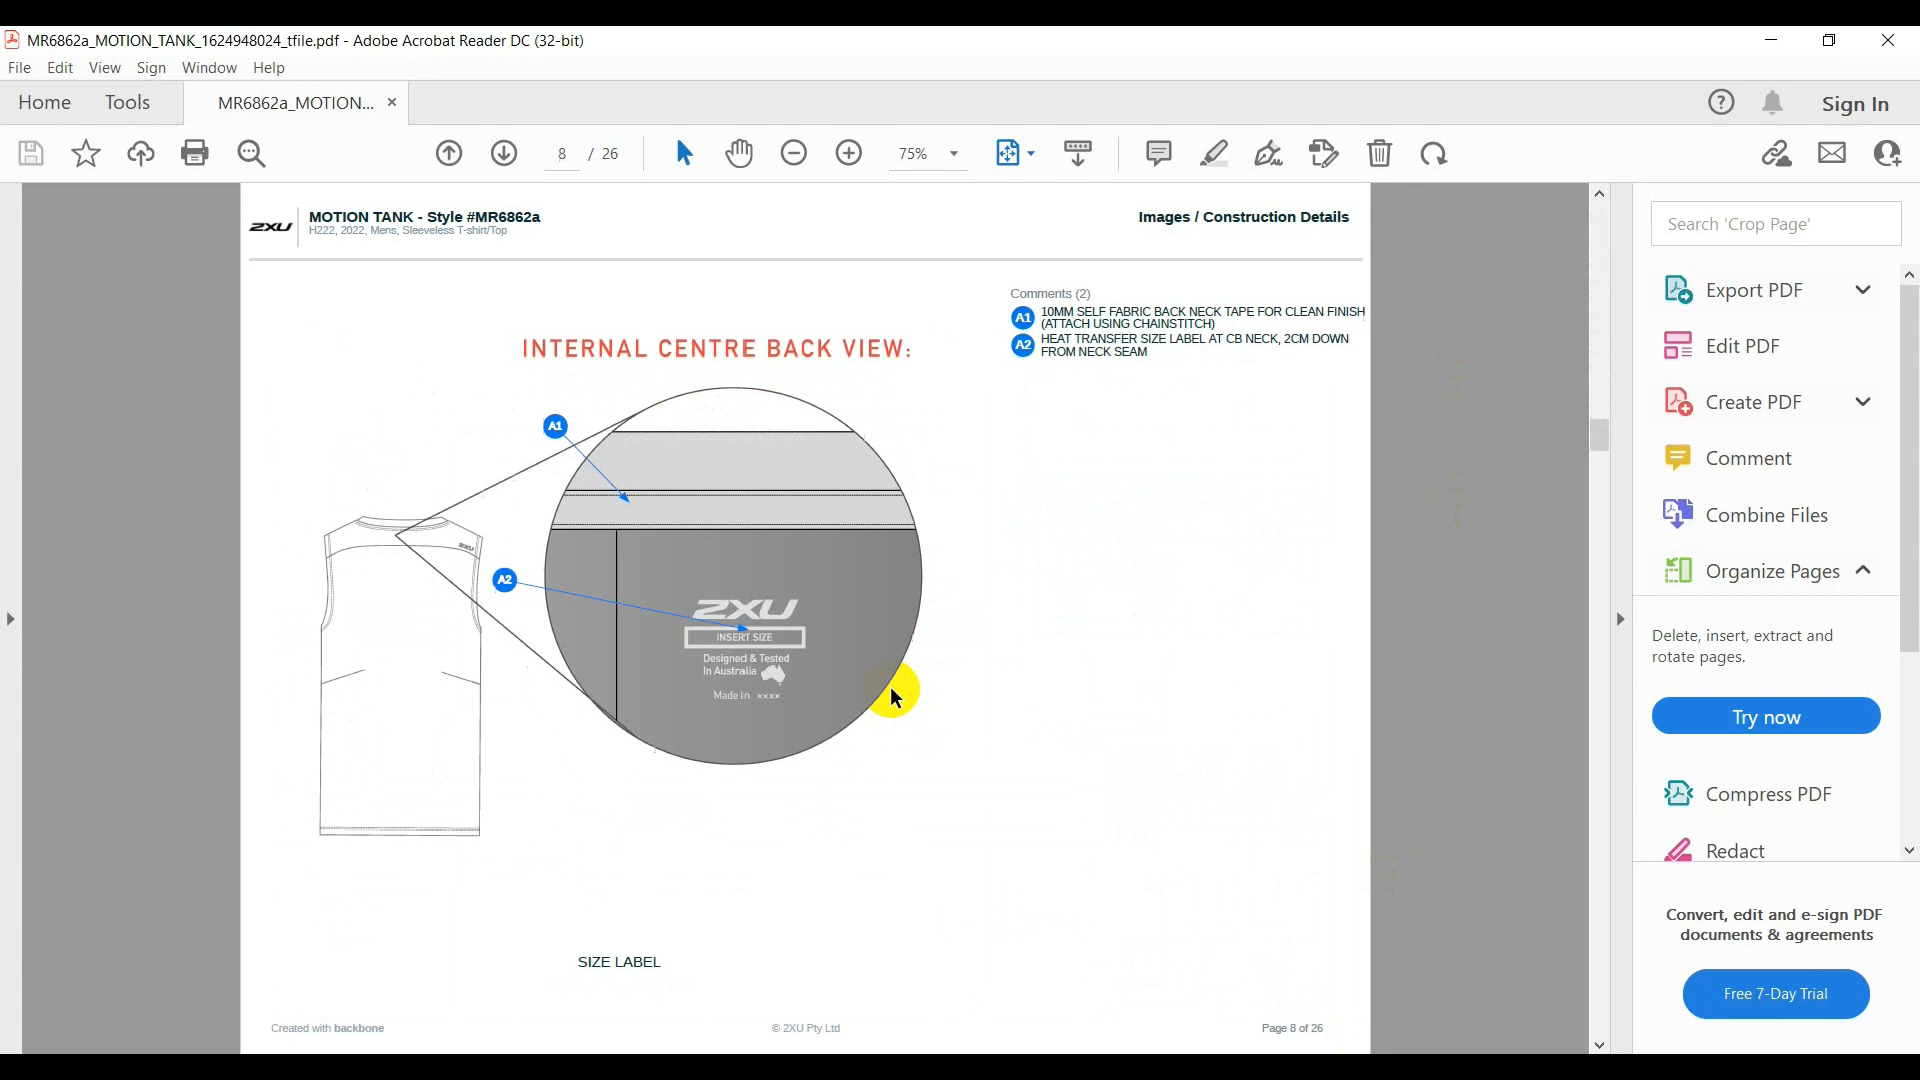 MR6862a_MOTION_TANK_1624948024_tfile.pdf - Adobe Acrobat Reader DC (32-bit)
File Edit View Sign Window Help
Home Tools MR6862a_MOTION... × Sign In
8 / 26 75%
2XU
MOTION TANK - Style #MR6862a
H222, 2022, Mens, Sleeveless T-shirt/Top
Images / Construction Details
Comments (2)
A1 10MM SELF FABRIC BACK NECK TAPE FOR CLEAN FINISH
(ATTACH USING CHAINSTITCH)
A2 HEAT TRANSFER SIZE LABEL AT CB NECK, 2CM DOWN
FROM NECK SEAM
INTERNAL CENTRE BACK VIEW:
A1
2XU
A2
2XU
INSERT SIZE
Designed & Tested
In Australia
Made In xxxx
SIZE LABEL
Created with backbone
© 2XU Pty Ltd
Page 8 of 26
Search 'Crop Page'
Export PDF
Edit PDF
Create PDF
Comment
Combine Files
Organize Pages
Delete, insert, extract and
rotate pages.
Try now
Compress PDF
Redact
Convert, edit and e-sign PDF
documents & agreements
Free 7-Day Trial